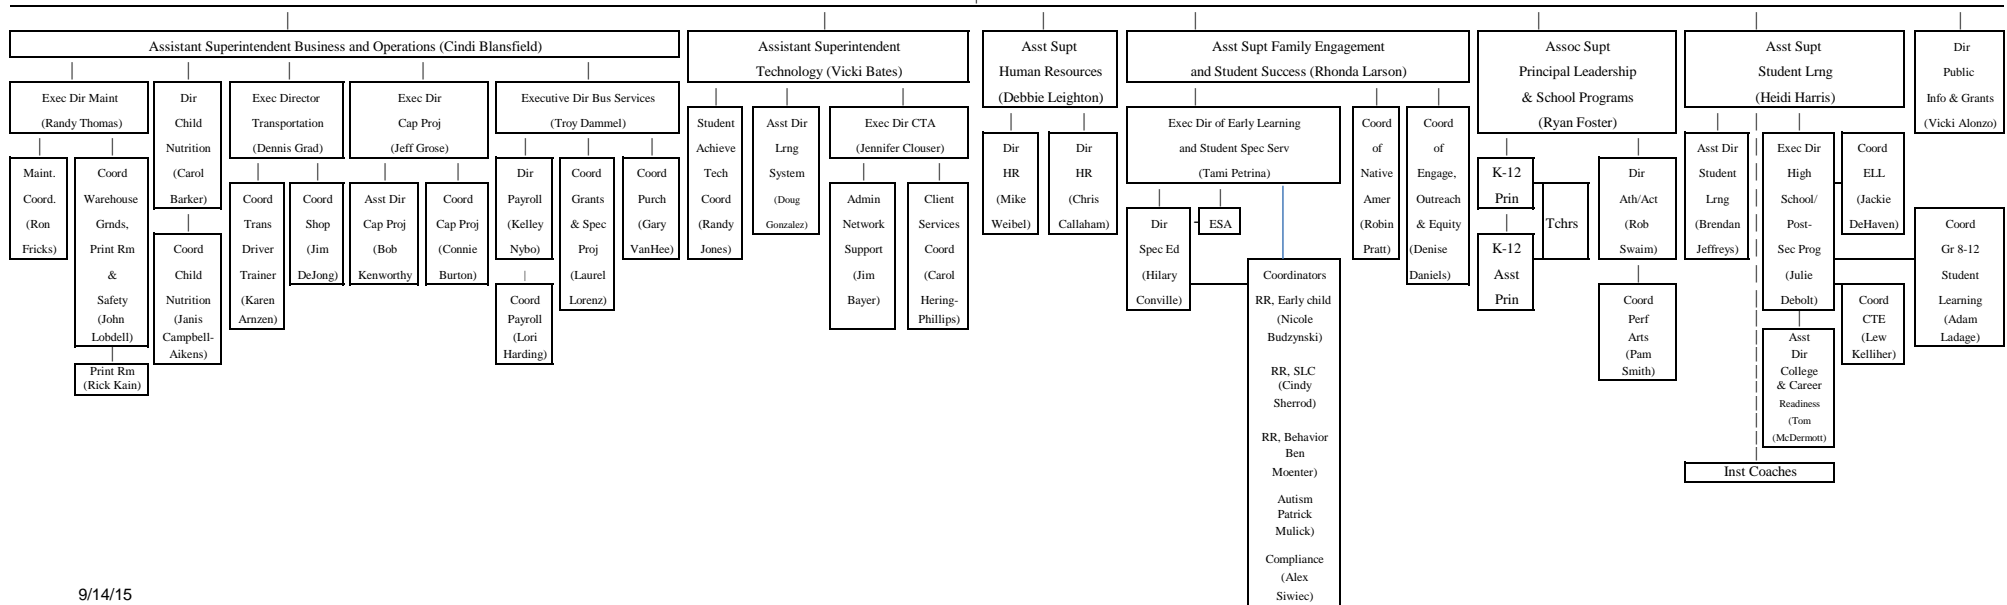 Assistant Superintendent Business and Operations (Cindi Blansfield)
Exec Dir Maint
(Randy Thomas)
Maint.
Coord.
(Ron
Fricks)
Coord
Warehouse
Grnds,
Print Rm
&
Safety
(John
Lobdell)
Print Rm
(Rick Kain)
Dir
Child
Nutrition
(Carol
Barker)
Coord
Child
Nutrition
(Janis
Campbell-
Aikens)
Exec Director
Transportation
(Dennis Grad)
Coord
Trans
Driver
Trainer
(Karen
Arnzen)
Coord
Shop
(Jim
DeJong)
Exec Dir
Cap Proj
(Jeff Grose)
Asst Dir
Cap Proj
(Bob
Kenworthy
Coord
Cap Proj
(Connie
Burton)
Executive Dir Bus Services
(Troy Dammel)
Dir
Payroll
(Kelley
Nybo)
Coord
Payroll
(Lori
Harding)
Coord
Grants
& Spec
Proj
(Laurel
Lorenz)
Coord
Purch
(Gary
VanHee)
Assistant Superintendent
Technology (Vicki Bates)
Student
Achieve
Tech
Coord
(Randy
Jones)
Asst Dir
Lrng
System
(Doug
Gonzalez)
Exec Dir CTA
(Jennifer Clouser)
Admin
Network
Support
(Jim
Bayer)
Client
Services
Coord
(Carol
Hering-
Phillips)
Asst Supt
Human Resources
(Debbie Leighton)
Dir
HR
(Mike
Weibel)
Dir
HR
(Chris
Callaham)
Asst Supt Family Engagement
and Student Success (Rhonda Larson)
Exec Dir of Early Learning
and Student Spec Serv
(Tami Petrina)
Dir
Spec Ed
(Hilary
Conville)
ESA
Coordinators
RR, Early child
(Nicole
Budzynski)
RR, SLC
(Cindy
Sherrod)
RR, Behavior
Ben
Moenter)
Autism
Patrick
Mulick)
Compliance
(Alex
Siwiec)
Coord
of
Native
Amer
(Robin
Pratt)
Coord
of
Engage,
Outreach
& Equity
(Denise
Daniels)
Assoc Supt
Principal Leadership
& School Programs
(Ryan Foster)
K-12
Prin
K-12
Asst
Prin
Tchrs
Dir
Ath/Act
(Rob
Swaim)
Coord
Perf
Arts
(Pam
Smith)
Asst Supt
Student Lrng
(Heidi Harris)
Asst Dir
Student
Lrng
(Brendan
Jeffreys)
Exec Dir
High
School/
Post-
Sec Prog
(Julie
Debolt)
Asst
Dir
College
& Career
Readiness
(Tom
(McDermott)
Coord
ELL
(Jackie
DeHaven)
Coord
CTE
(Lew
Kelliher)
Coord
Gr 8-12
Student
Learning
(Adam
Ladage)
Inst Coaches
Dir
Public
Info & Grants
(Vicki Alonzo)
9/14/15